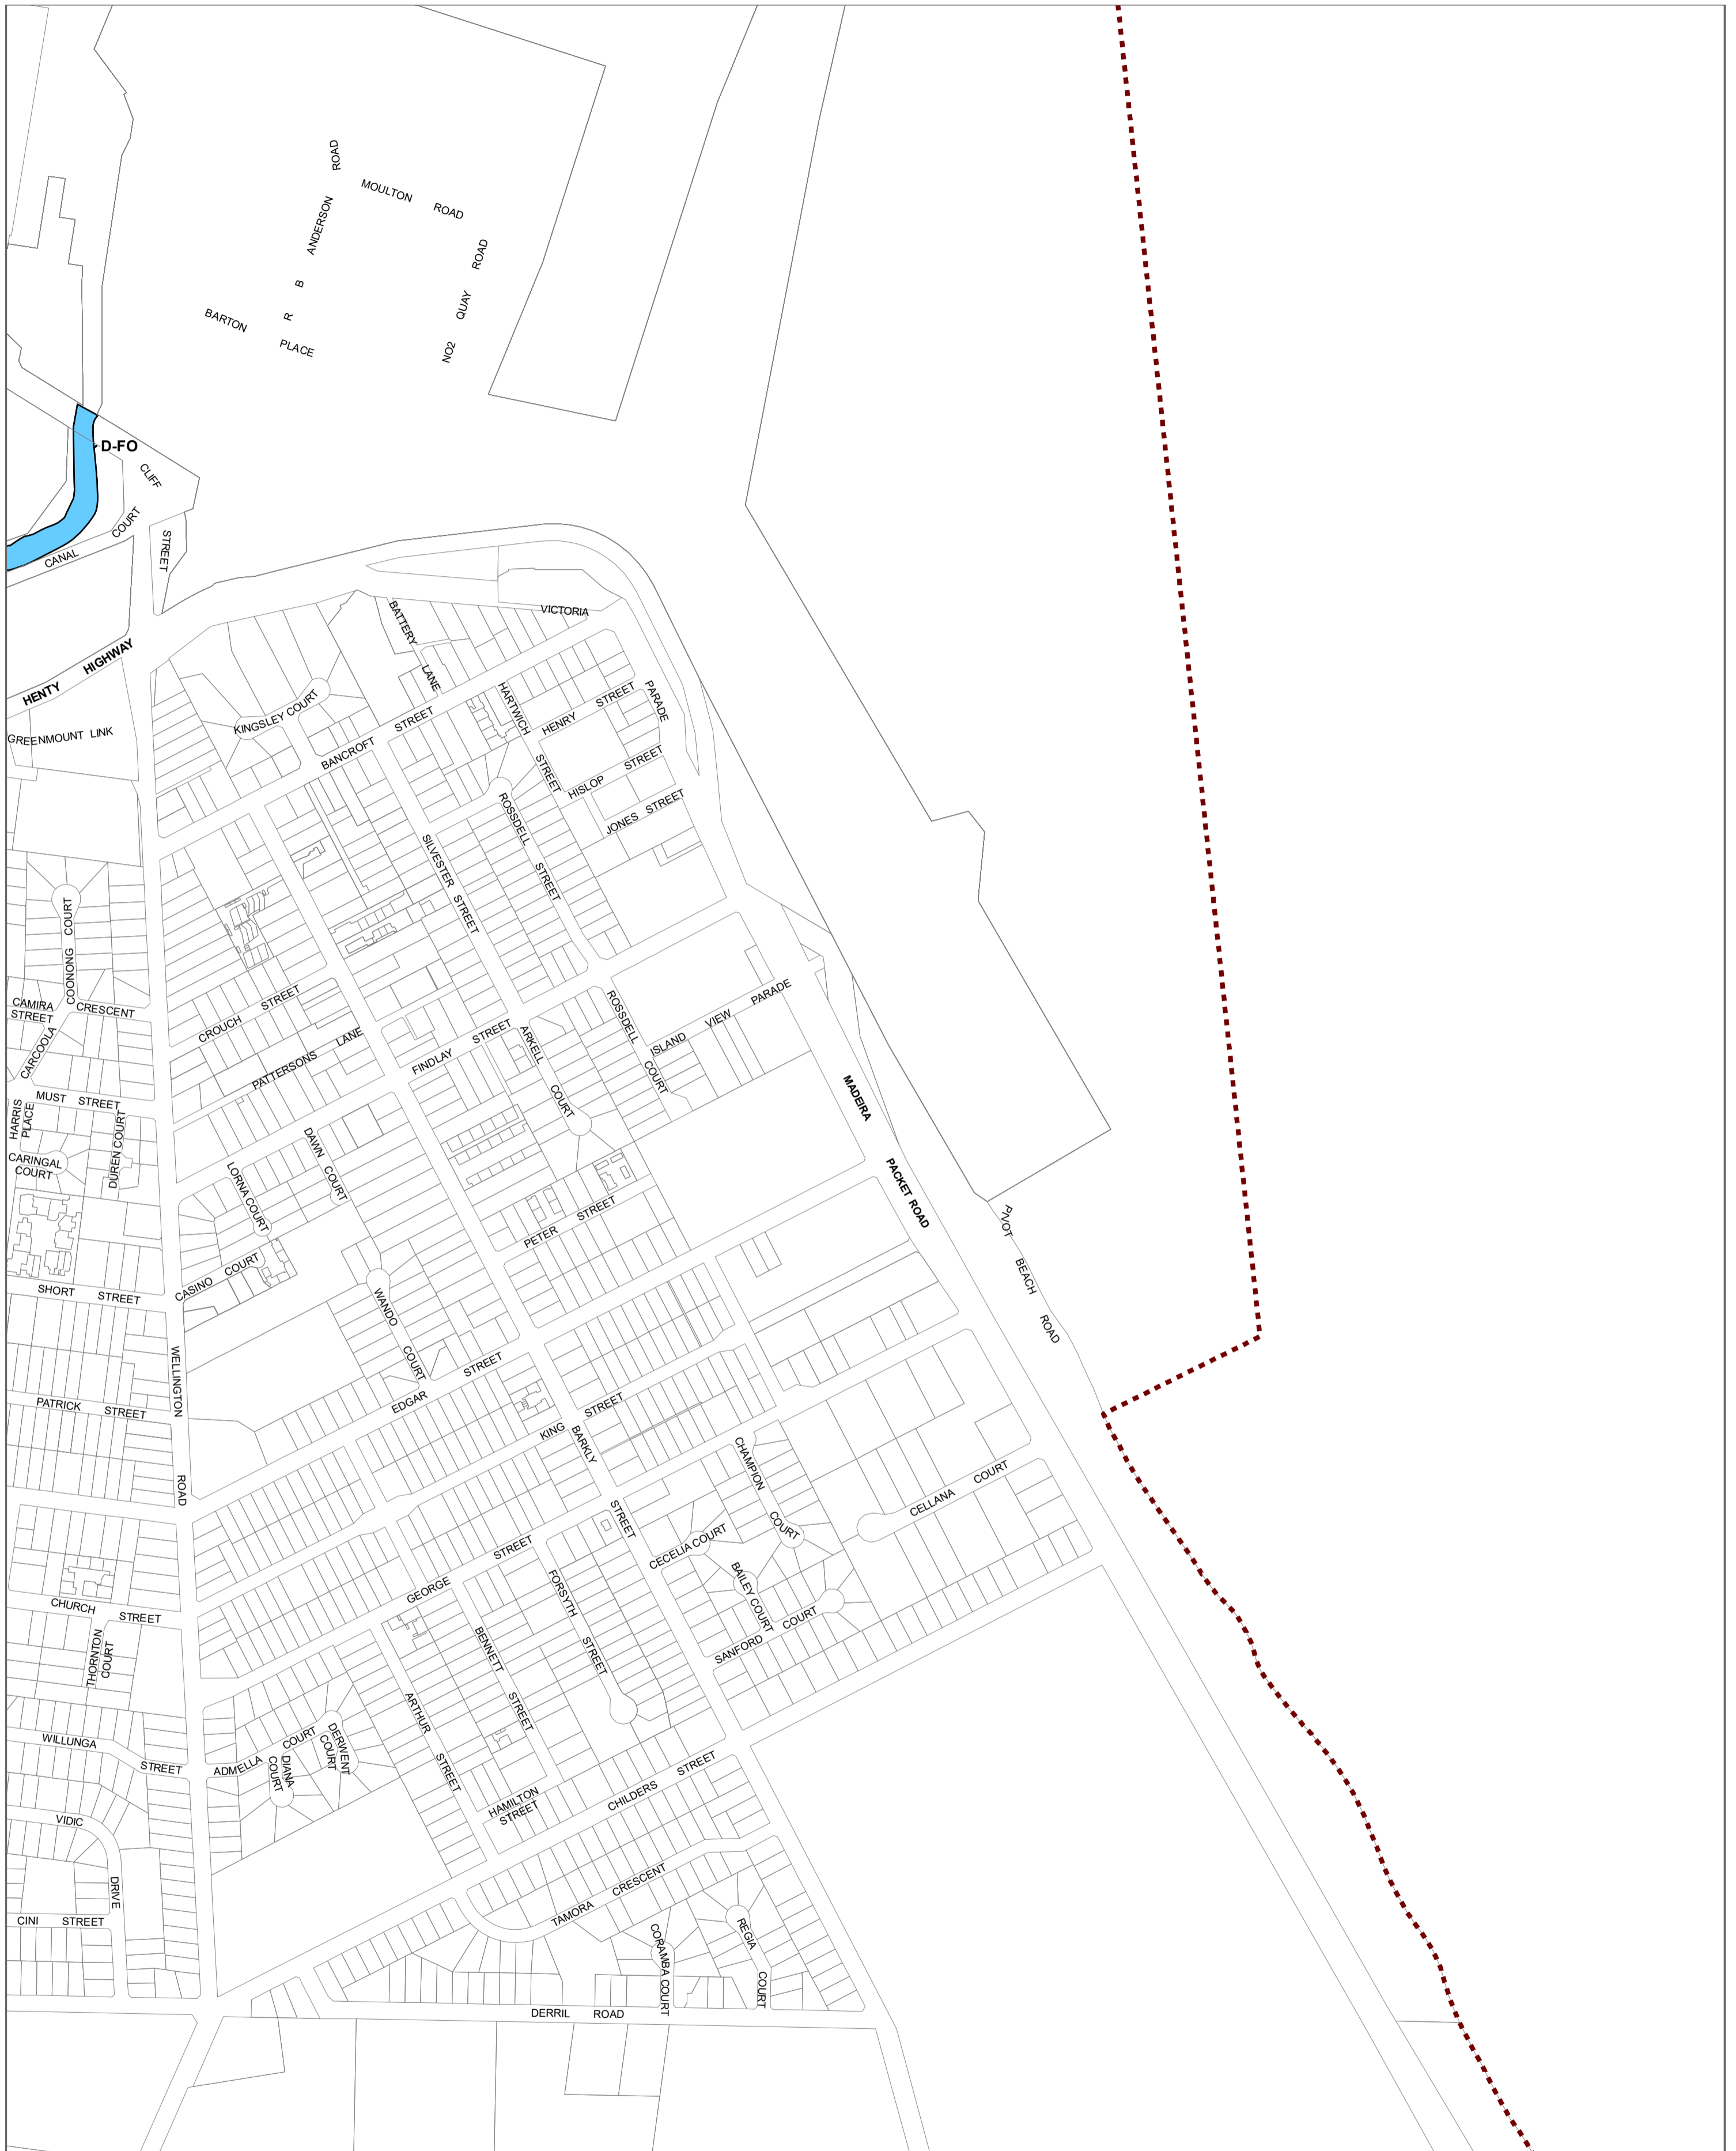 ROAD
MOULTON ROAD
R B ANDERSON
NO2 QUAY ROAD
BARTON PLACE
D-FO
CLIFF
STREET
CANAL COURT
HENTY HIGHWAY
GREENMOUNT LINK
BATTERY LANE
VICTORIA
PARADE
KINGSLEY COURT
BANCROFT STREET
HARTWICH STREET
HENRY STREET
HISLOP STREET
JONES STREET
ROSSDELL STREET
SILVESTER STREET
COONONG COURT
CAMIRA
STREET
CRESCENT
CARCOOLA
CROUCH STREET
PATTERSONS LANE
FINDLAY STREET
ARKELL COURT
ROSSDELL COURT
ISLAND VIEW PARADE
MUST STREET
HARRIS
PLACE
DUREN COURT
CARINGAL
COURT
LORNA COURT
DAWN COURT
MADEIRA
PACKET ROAD
PETER STREET
PIVOT BEACH ROAD
CASINO COURT
SHORT STREET
WANDO COURT
WELLINGTON ROAD
EDGAR STREET
PATRICK STREET
KING STREET
BARKLY STREET
CHAMPION COURT
CELLANA COURT
CECELIA COURT
BAILEY COURT
SANFORD COURT
GEORGE STREET
FORSYTH STREET
BENNETT STREET
ARTHUR STREET
CHURCH STREET
THORNTON
COURT
WILLUNGA STREET
ADMELLA COURT
DERWENT
COURT
DIANA
COURT
HAMILTON
STREET
CHILDERS STREET
VIDIC DRIVE
TAMORA CRESCENT
CINI STREET
CORAMBA COURT
REGIA COURT
DERRIL ROAD